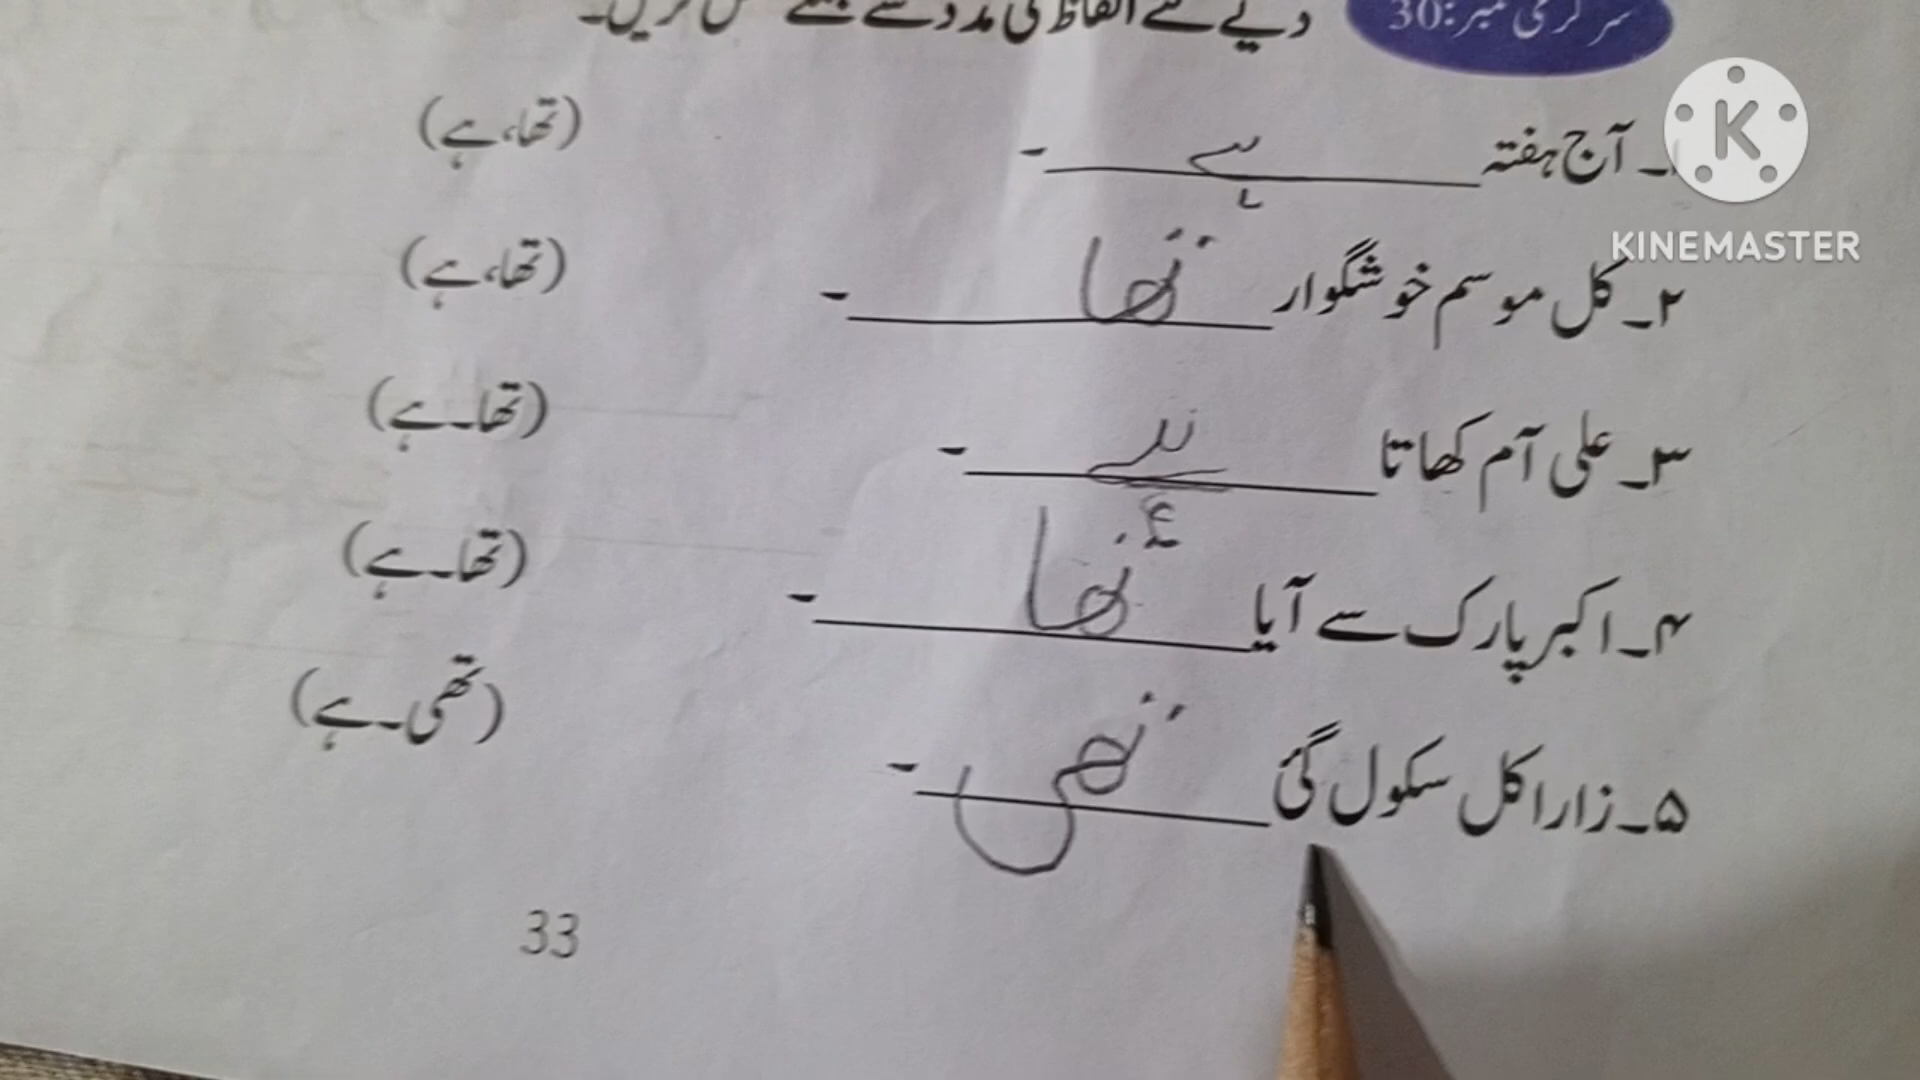 سرگرمی نمبر:30 دیے گئے الفاظ کی مدد سے جملے مکمل کریں۔
۱۔ آج ہفتہ ہے ۔ (تھا، ہے)
۲۔ کل موسم خوشگوار تھا ۔ (تھا، ہے)
۳۔ علی آم کھاتا ہے ۔ (تھا۔ ہے)
۴۔ اکبر پارک سے آیا تھا ۔ (تھا۔ ہے)
۵۔ زارا کل سکول گئی تھی ۔ (تھی۔ ہے)
33
K
KINEMASTER